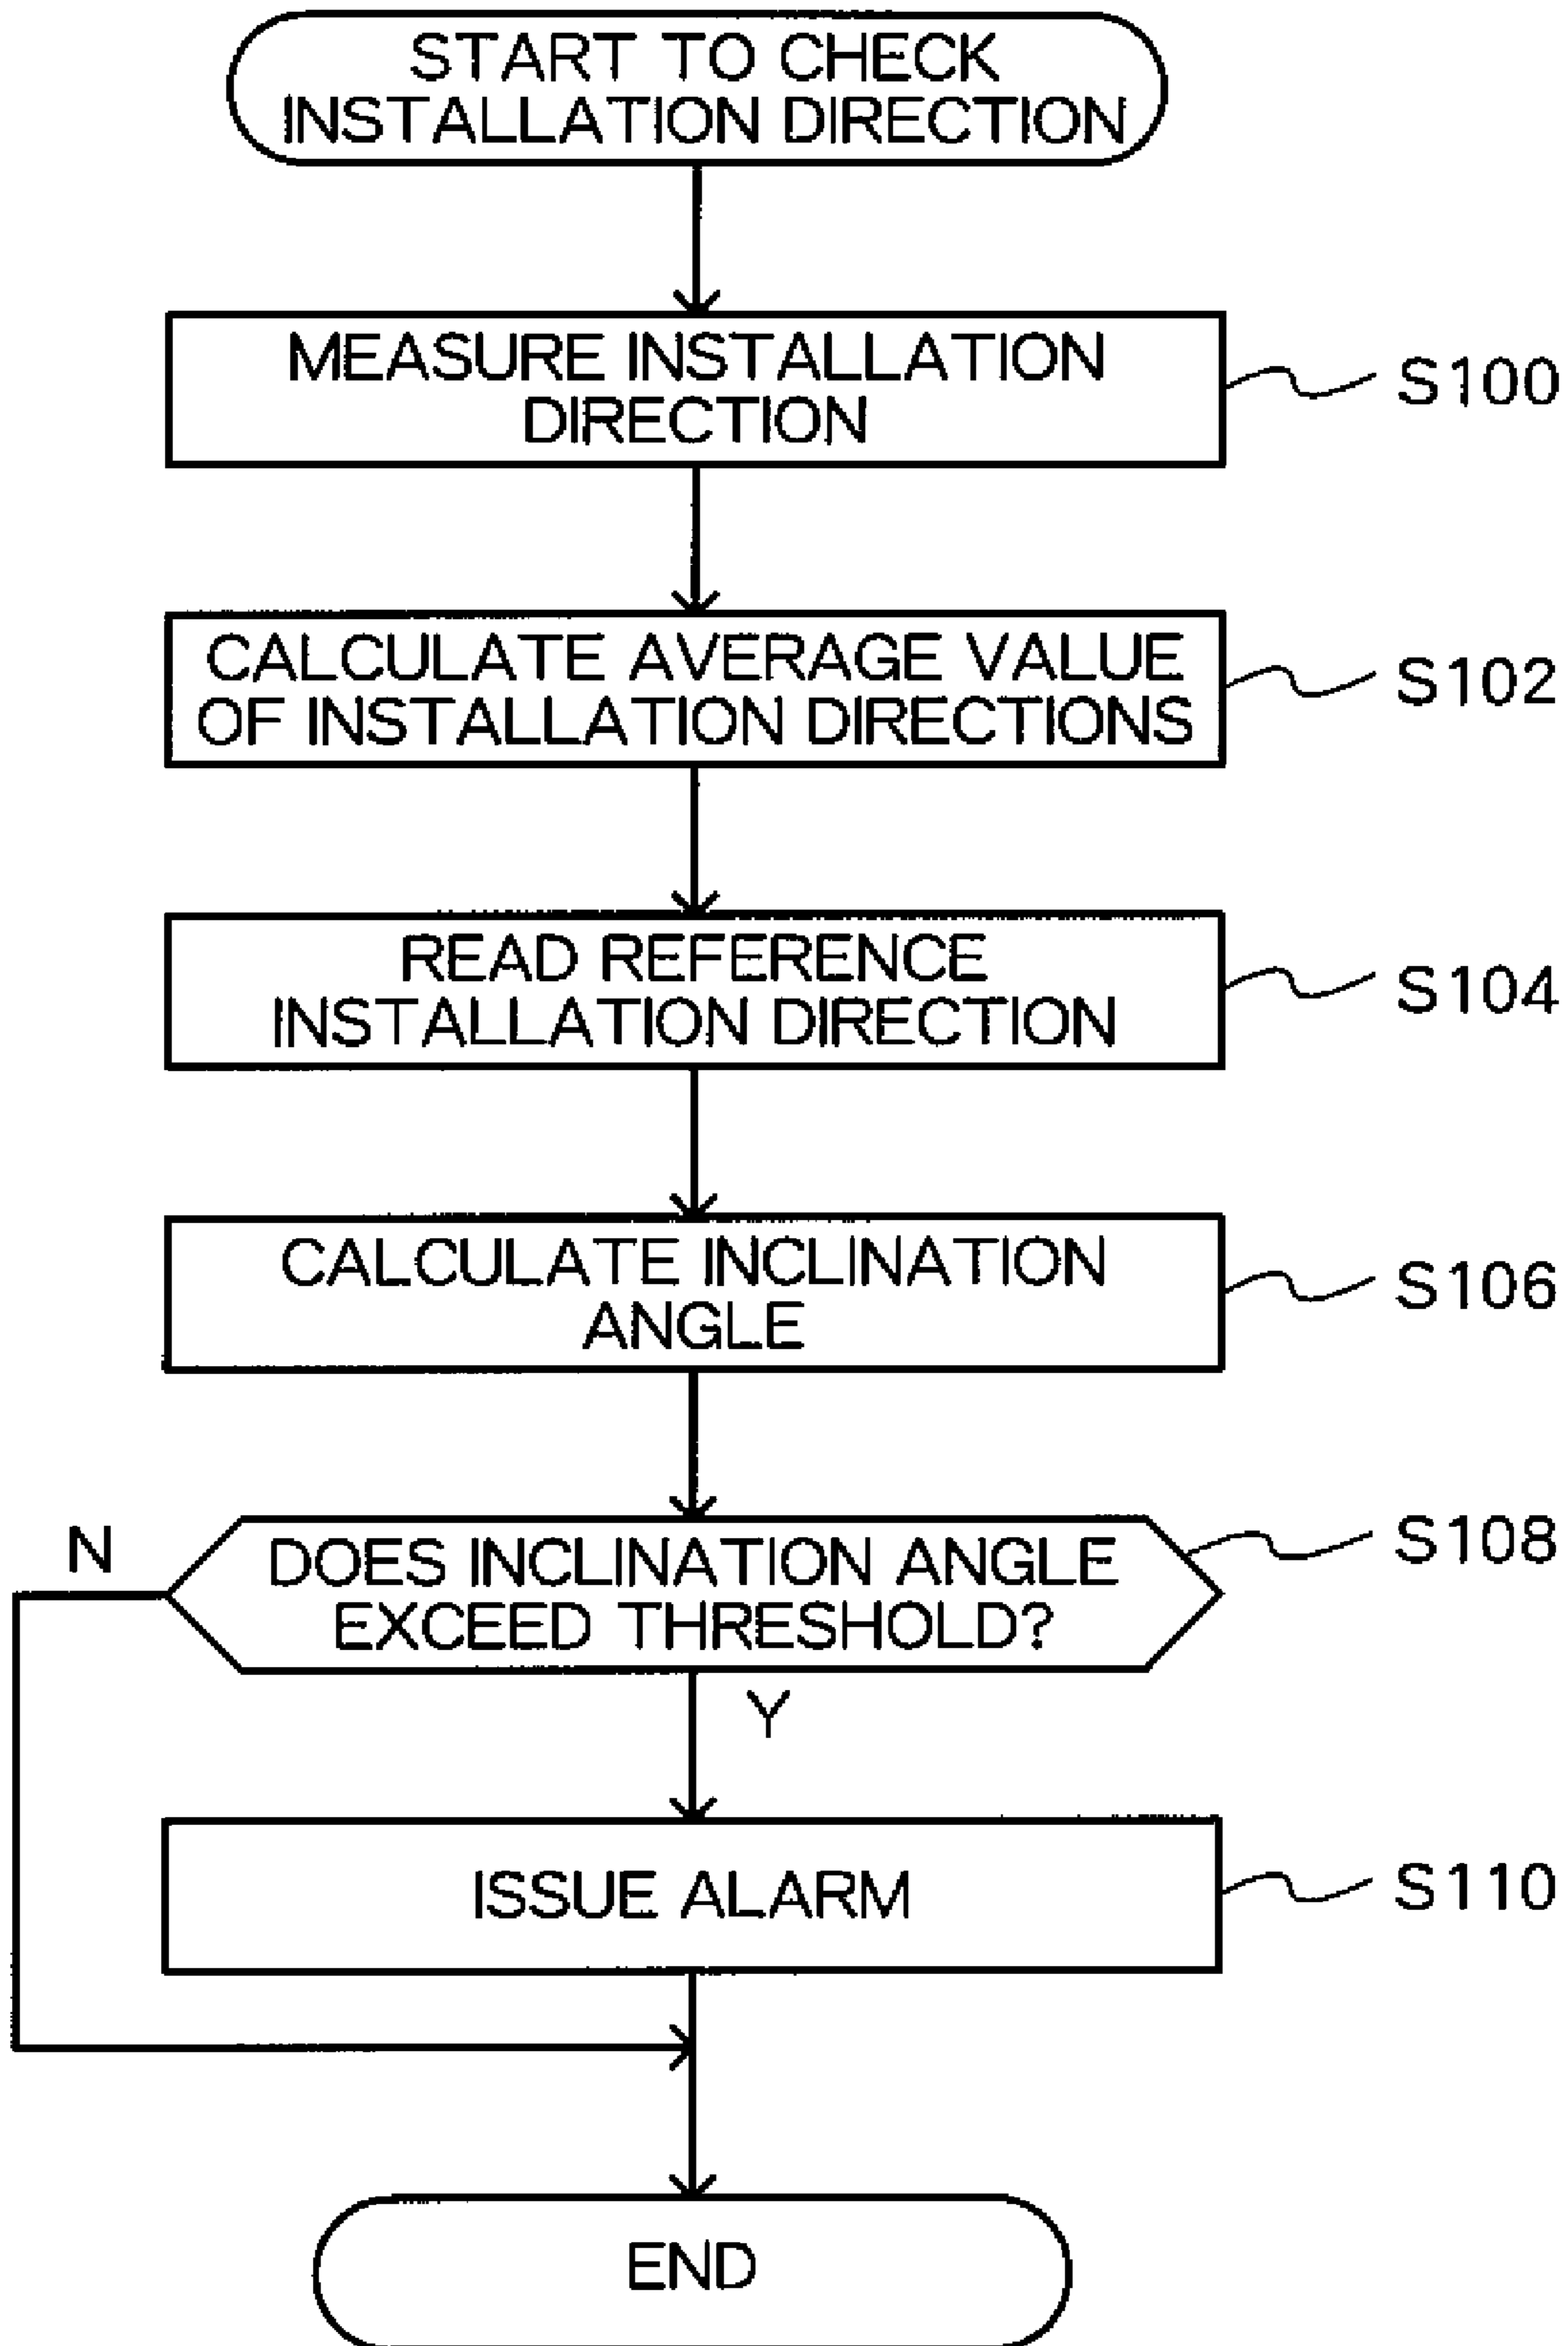 START TO CHECK
INSTALLATION DIRECTION
MEASURE INSTALLATION
DIRECTION
S100
CALCULATE AVERAGE VALUE
OF INSTALLATION DIRECTIONS
S102
READ REFERENCE
INSTALLATION DIRECTION
S104
CALCULATE INCLINATION
ANGLE
S106
N
DOES INCLINATION ANGLE
EXCEED THRESHOLD?
S108
Y
ISSUE ALARM
S110
END